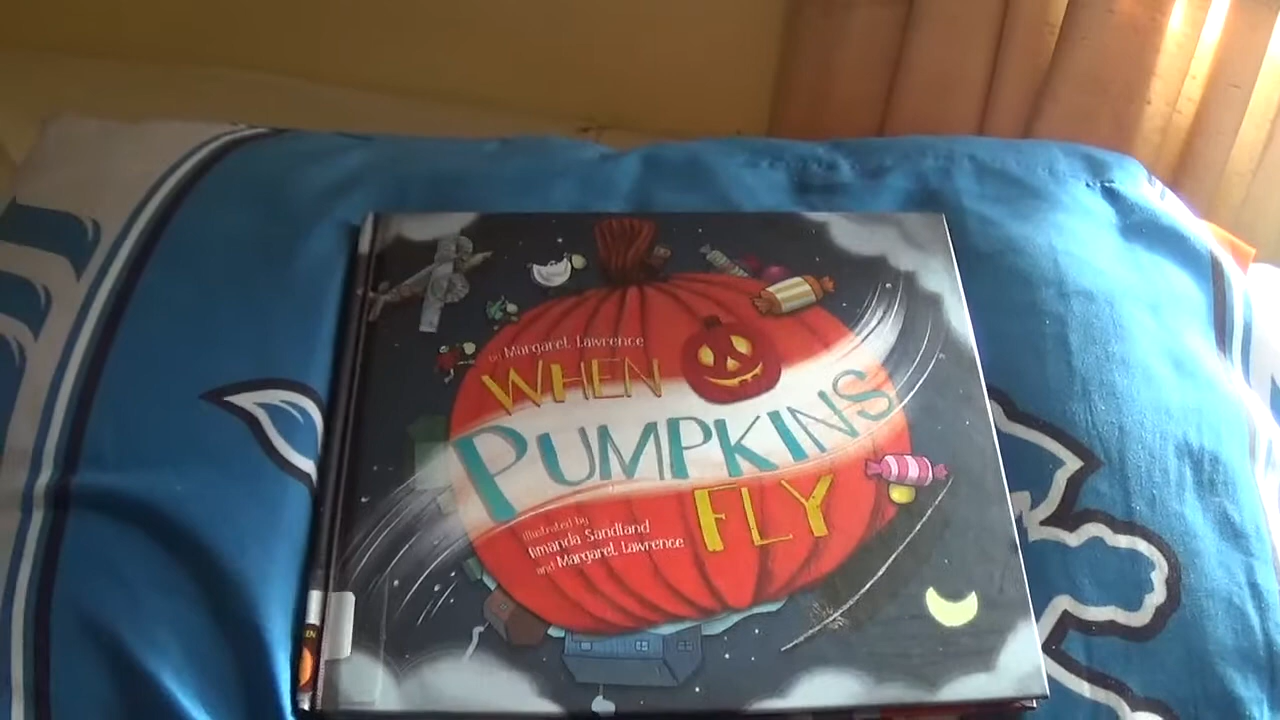 by Margaret Lawrence
WHEN
PUMPKINS
FLY
illustrated by
Amanda Sandland
and Margaret Lawrence